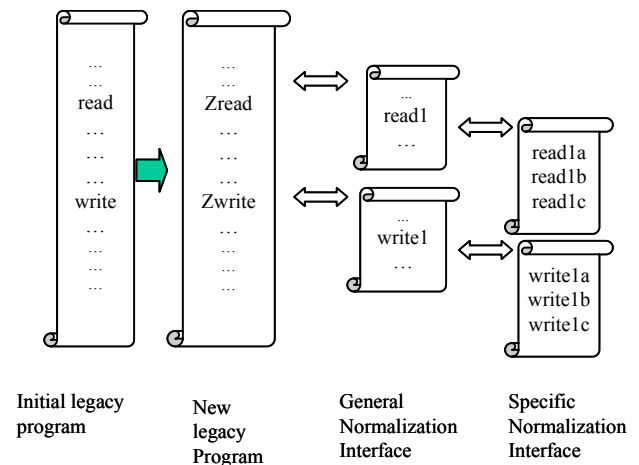 …
…
read
…
…
…
write
…
…
…
…
…
…
Zread
…
…
…
Zwrite
…
…
…
…
...
read1
…
...
write1
…
read1a
read1b
read1c
write1a
write1b
write1c
Initial legacy
program
New
legacy
Program
General
Normalization
Interface
Specific
Normalization
Interface